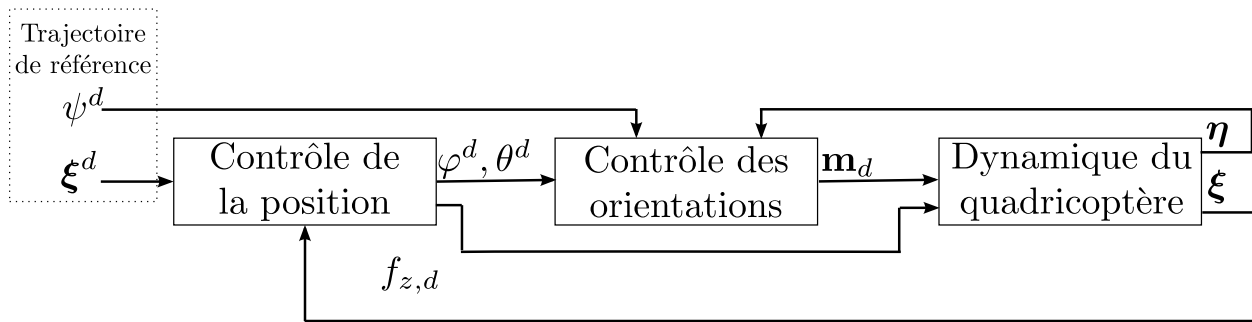 Trajectoire
de référence
ψ^d
ξ^d
Contrôle de
la position
φ^d, θ^d
Contrôle des
orientations
m_d
Dynamique du
quadricoptère
η
ξ
f_{z,d}